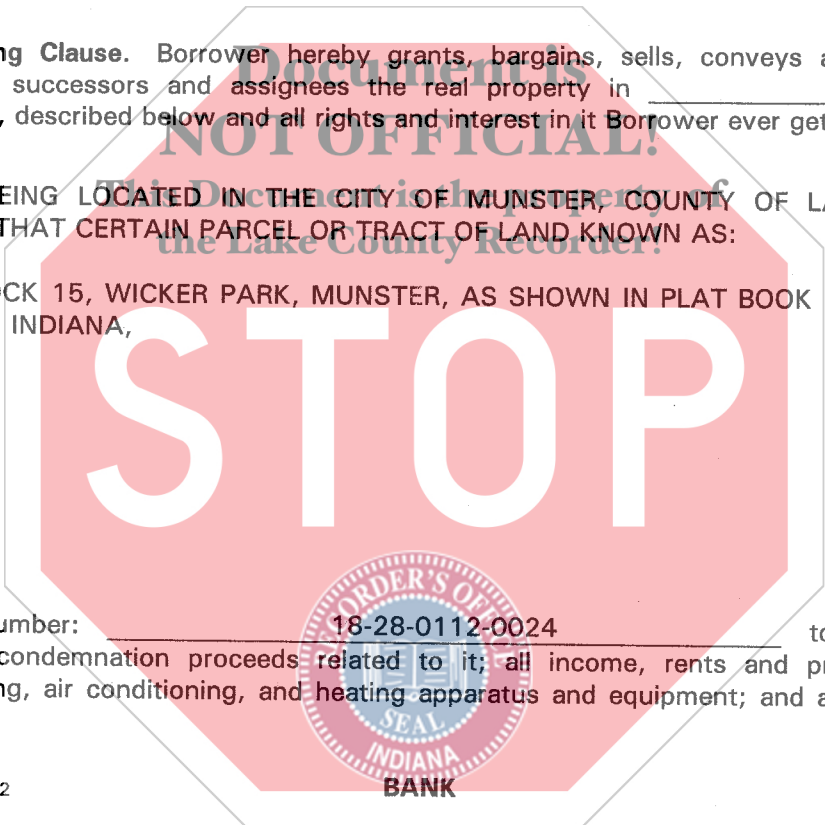 ng Clause. Borrower hereby grants, bargains, sells, conveys a
Document is
successors and assignees the real property in
, described below and all rights and interest in it Borrower ever get
NOT OFFICIAL!
This Document is the property of
EING LOCATED IN THE CITY OF MUNSTER, COUNTY OF LA
THAT CERTAIN PARCEL OR TRACT OF LAND KNOWN AS:
the Lake County Recorder!
CK 15, WICKER PARK, MUNSTER, AS SHOWN IN PLAT BOOK
INDIANA,
STOP
RECORDER'S OFFICE
umber: 18-28-0112-0024 to
condemnation proceeds related to it; all income, rents and pr
ng, air conditioning, and heating apparatus and equipment; and a
SEAL
INDIANA
2 BANK